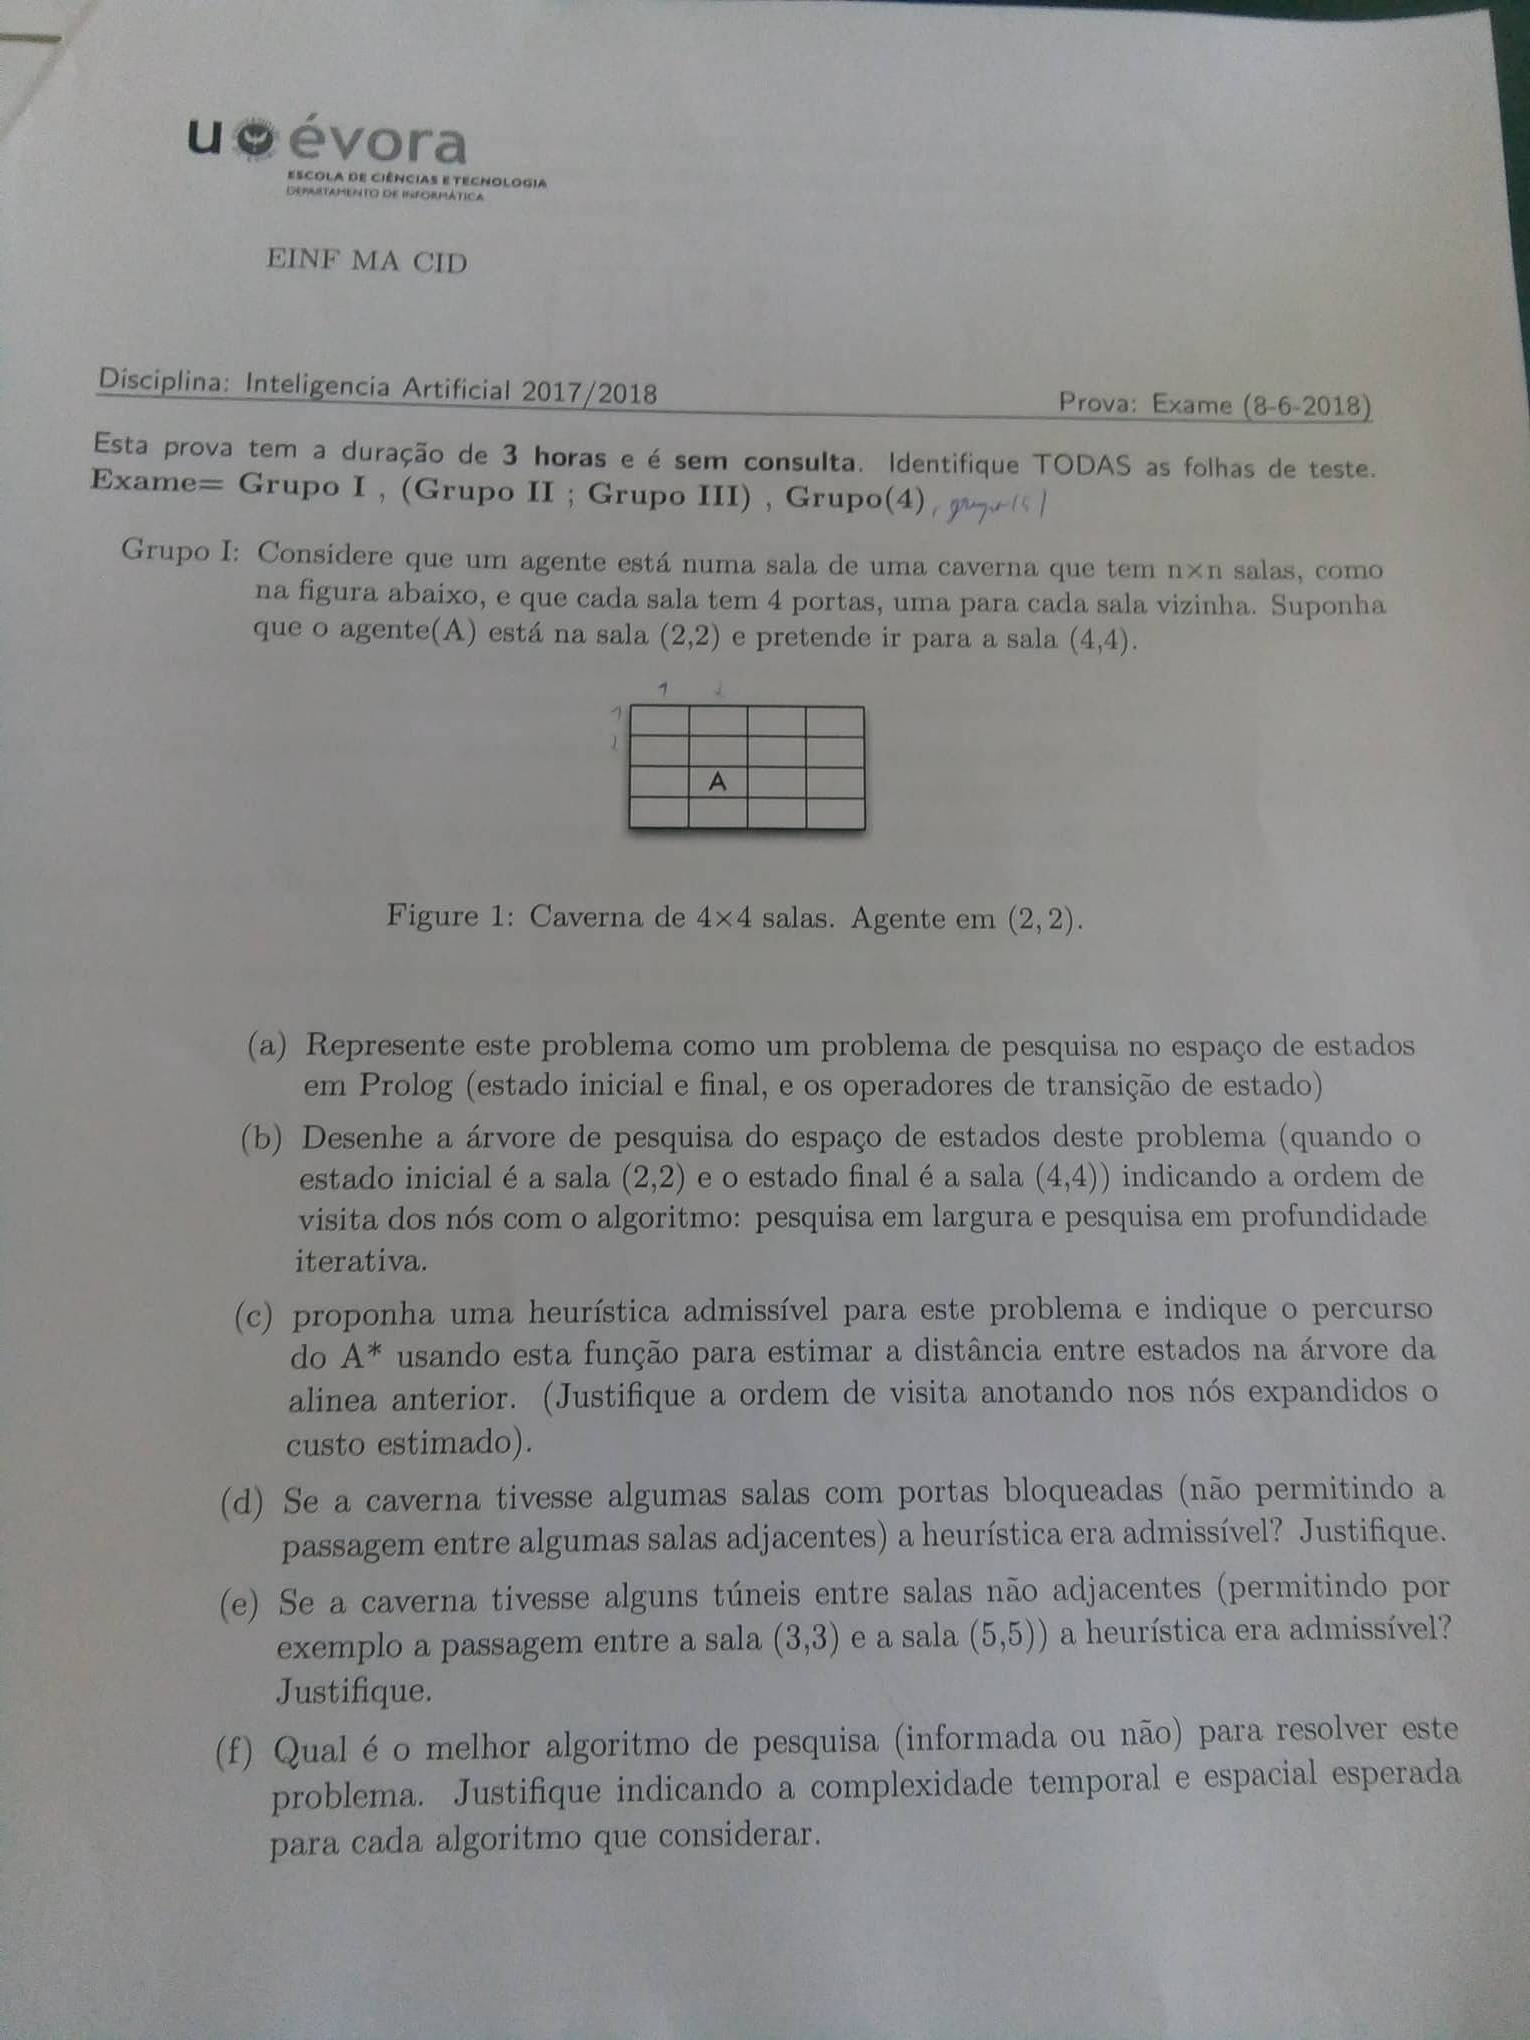 u évora
ESCOLA DE CIÊNCIAS E TECNOLOGIA
DEPARTAMENTO DE INFORMÁTICA
EINF MA CID
Disciplina: Inteligencia Artificial 2017/2018 Prova: Exame (8-6-2018)
Esta prova tem a duração de 3 horas e é sem consulta. Identifique TODAS as folhas de teste.
Exame= Grupo I , (Grupo II ; Grupo III) , Grupo(4)
Grupo I: Considere que um agente está numa sala de uma caverna que tem n×n salas, como
na figura abaixo, e que cada sala tem 4 portas, uma para cada sala vizinha. Suponha
que o agente(A) está na sala (2,2) e pretende ir para a sala (4,4).
1 2
1
2
A
Figure 1: Caverna de 4×4 salas. Agente em (2, 2).
(a) Represente este problema como um problema de pesquisa no espaço de estados
em Prolog (estado inicial e final, e os operadores de transição de estado)
(b) Desenhe a árvore de pesquisa do espaço de estados deste problema (quando o
estado inicial é a sala (2,2) e o estado final é a sala (4,4)) indicando a ordem de
visita dos nós com o algoritmo: pesquisa em largura e pesquisa em profundidade
iterativa.
(c) proponha uma heurística admissível para este problema e indique o percurso
do A* usando esta função para estimar a distância entre estados na árvore da
alinea anterior. (Justifique a ordem de visita anotando nos nós expandidos o
custo estimado).
(d) Se a caverna tivesse algumas salas com portas bloqueadas (não permitindo a
passagem entre algumas salas adjacentes) a heurística era admissível? Justifique.
(e) Se a caverna tivesse alguns túneis entre salas não adjacentes (permitindo por
exemplo a passagem entre a sala (3,3) e a sala (5,5)) a heurística era admissível?
Justifique.
(f) Qual é o melhor algoritmo de pesquisa (informada ou não) para resolver este
problema. Justifique indicando a complexidade temporal e espacial esperada
para cada algoritmo que considerar.